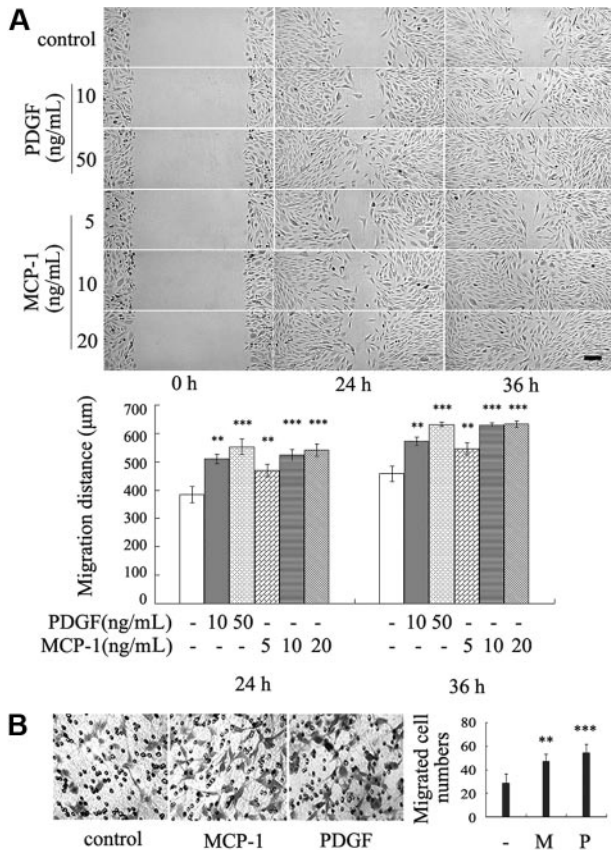 A
control
PDGF
(ng/mL)
10
50
MCP-1
(ng/mL)
5
10
20
0 h 24 h 36 h
Migration distance (µm)
700
600
500
400
300
200
100
0
** *** ** *** *** ** *** ** *** ***
PDGF(ng/mL) - 10 50 - - - - 10 50 - - -
MCP-1(ng/mL) - - - 5 10 20 - - - 5 10 20
24 h 36 h
B
control MCP-1 PDGF
Migrated cell
numbers
80
60
40
20
0
** ***
- M P